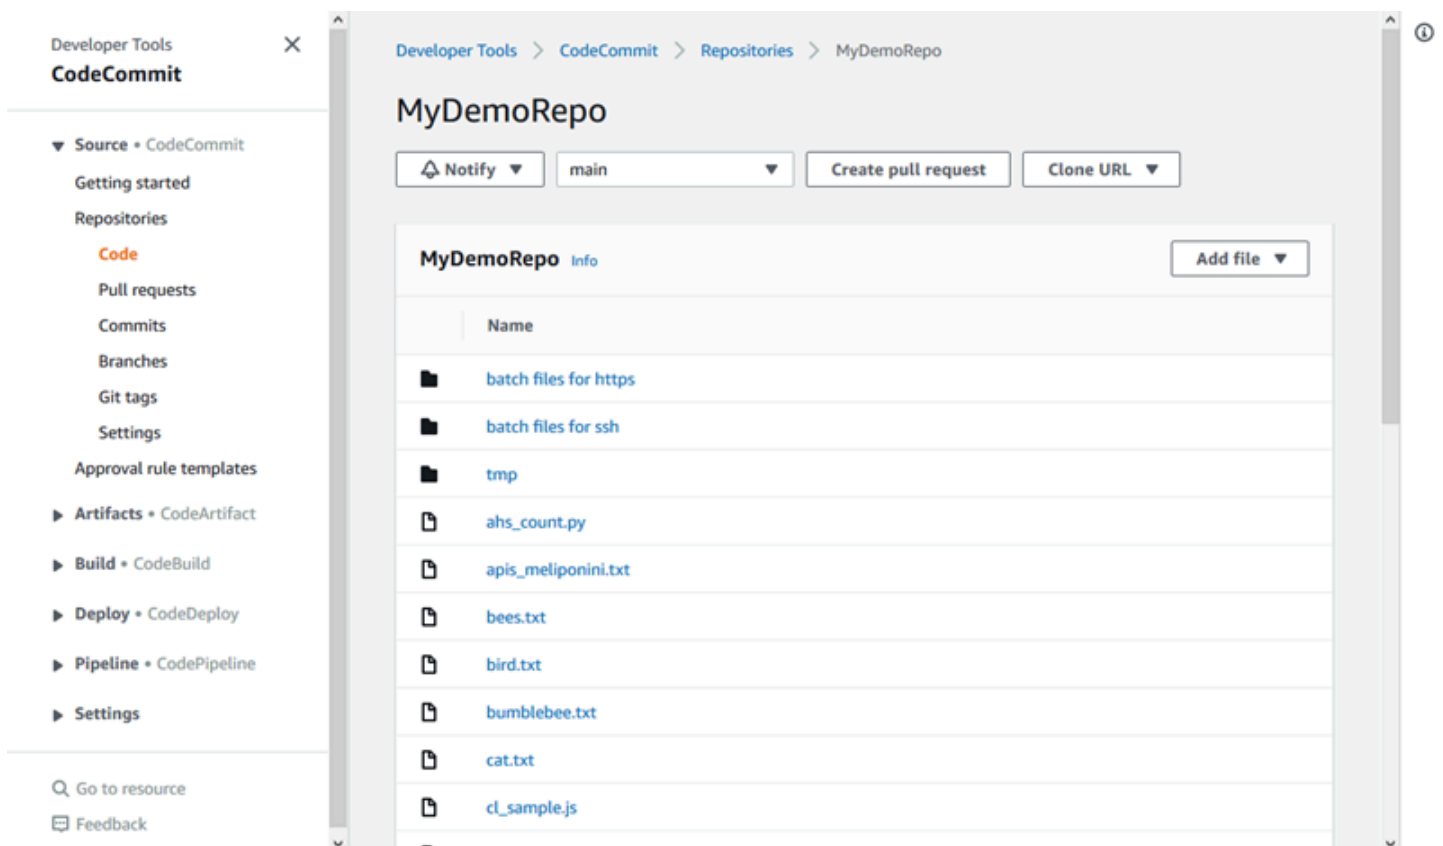 Developer Tools
CodeCommit
Source • CodeCommit
Getting started
Repositories
Code
Pull requests
Commits
Branches
Git tags
Settings
Approval rule templates
Artifacts • CodeArtifact
Build • CodeBuild
Deploy • CodeDeploy
Pipeline • CodePipeline
Settings
Go to resource
Feedback
Developer Tools > CodeCommit > Repositories > MyDemoRepo
MyDemoRepo
Notify main Create pull request Clone URL
MyDemoRepo Info Add file
Name
batch files for https
batch files for ssh
tmp
ahs_count.py
apis_meliponini.txt
bees.txt
bird.txt
bumblebee.txt
cat.txt
cl_sample.js